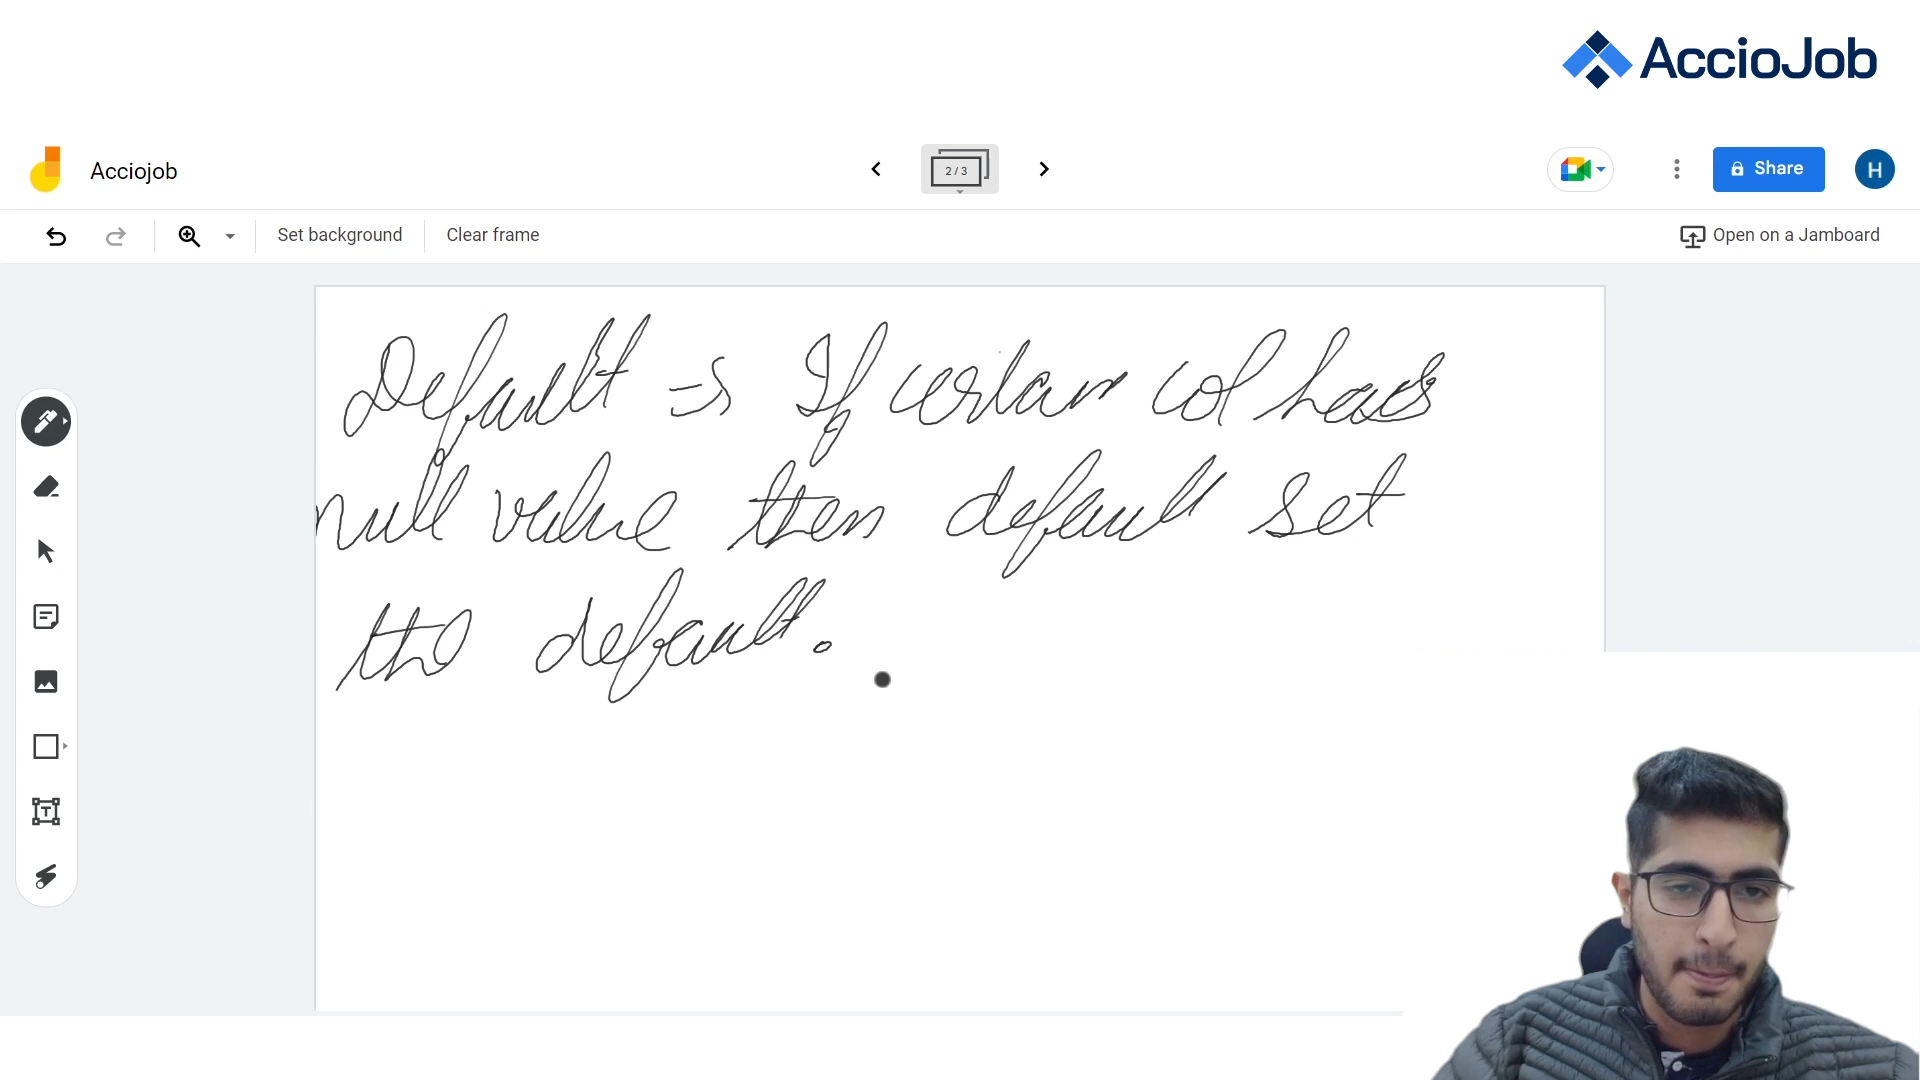 AccioJob
Acciojob
2 / 3
Share
H
Set background
Clear frame
Open on a Jamboard
Default => If certain col has
null value then default set
the default.
T